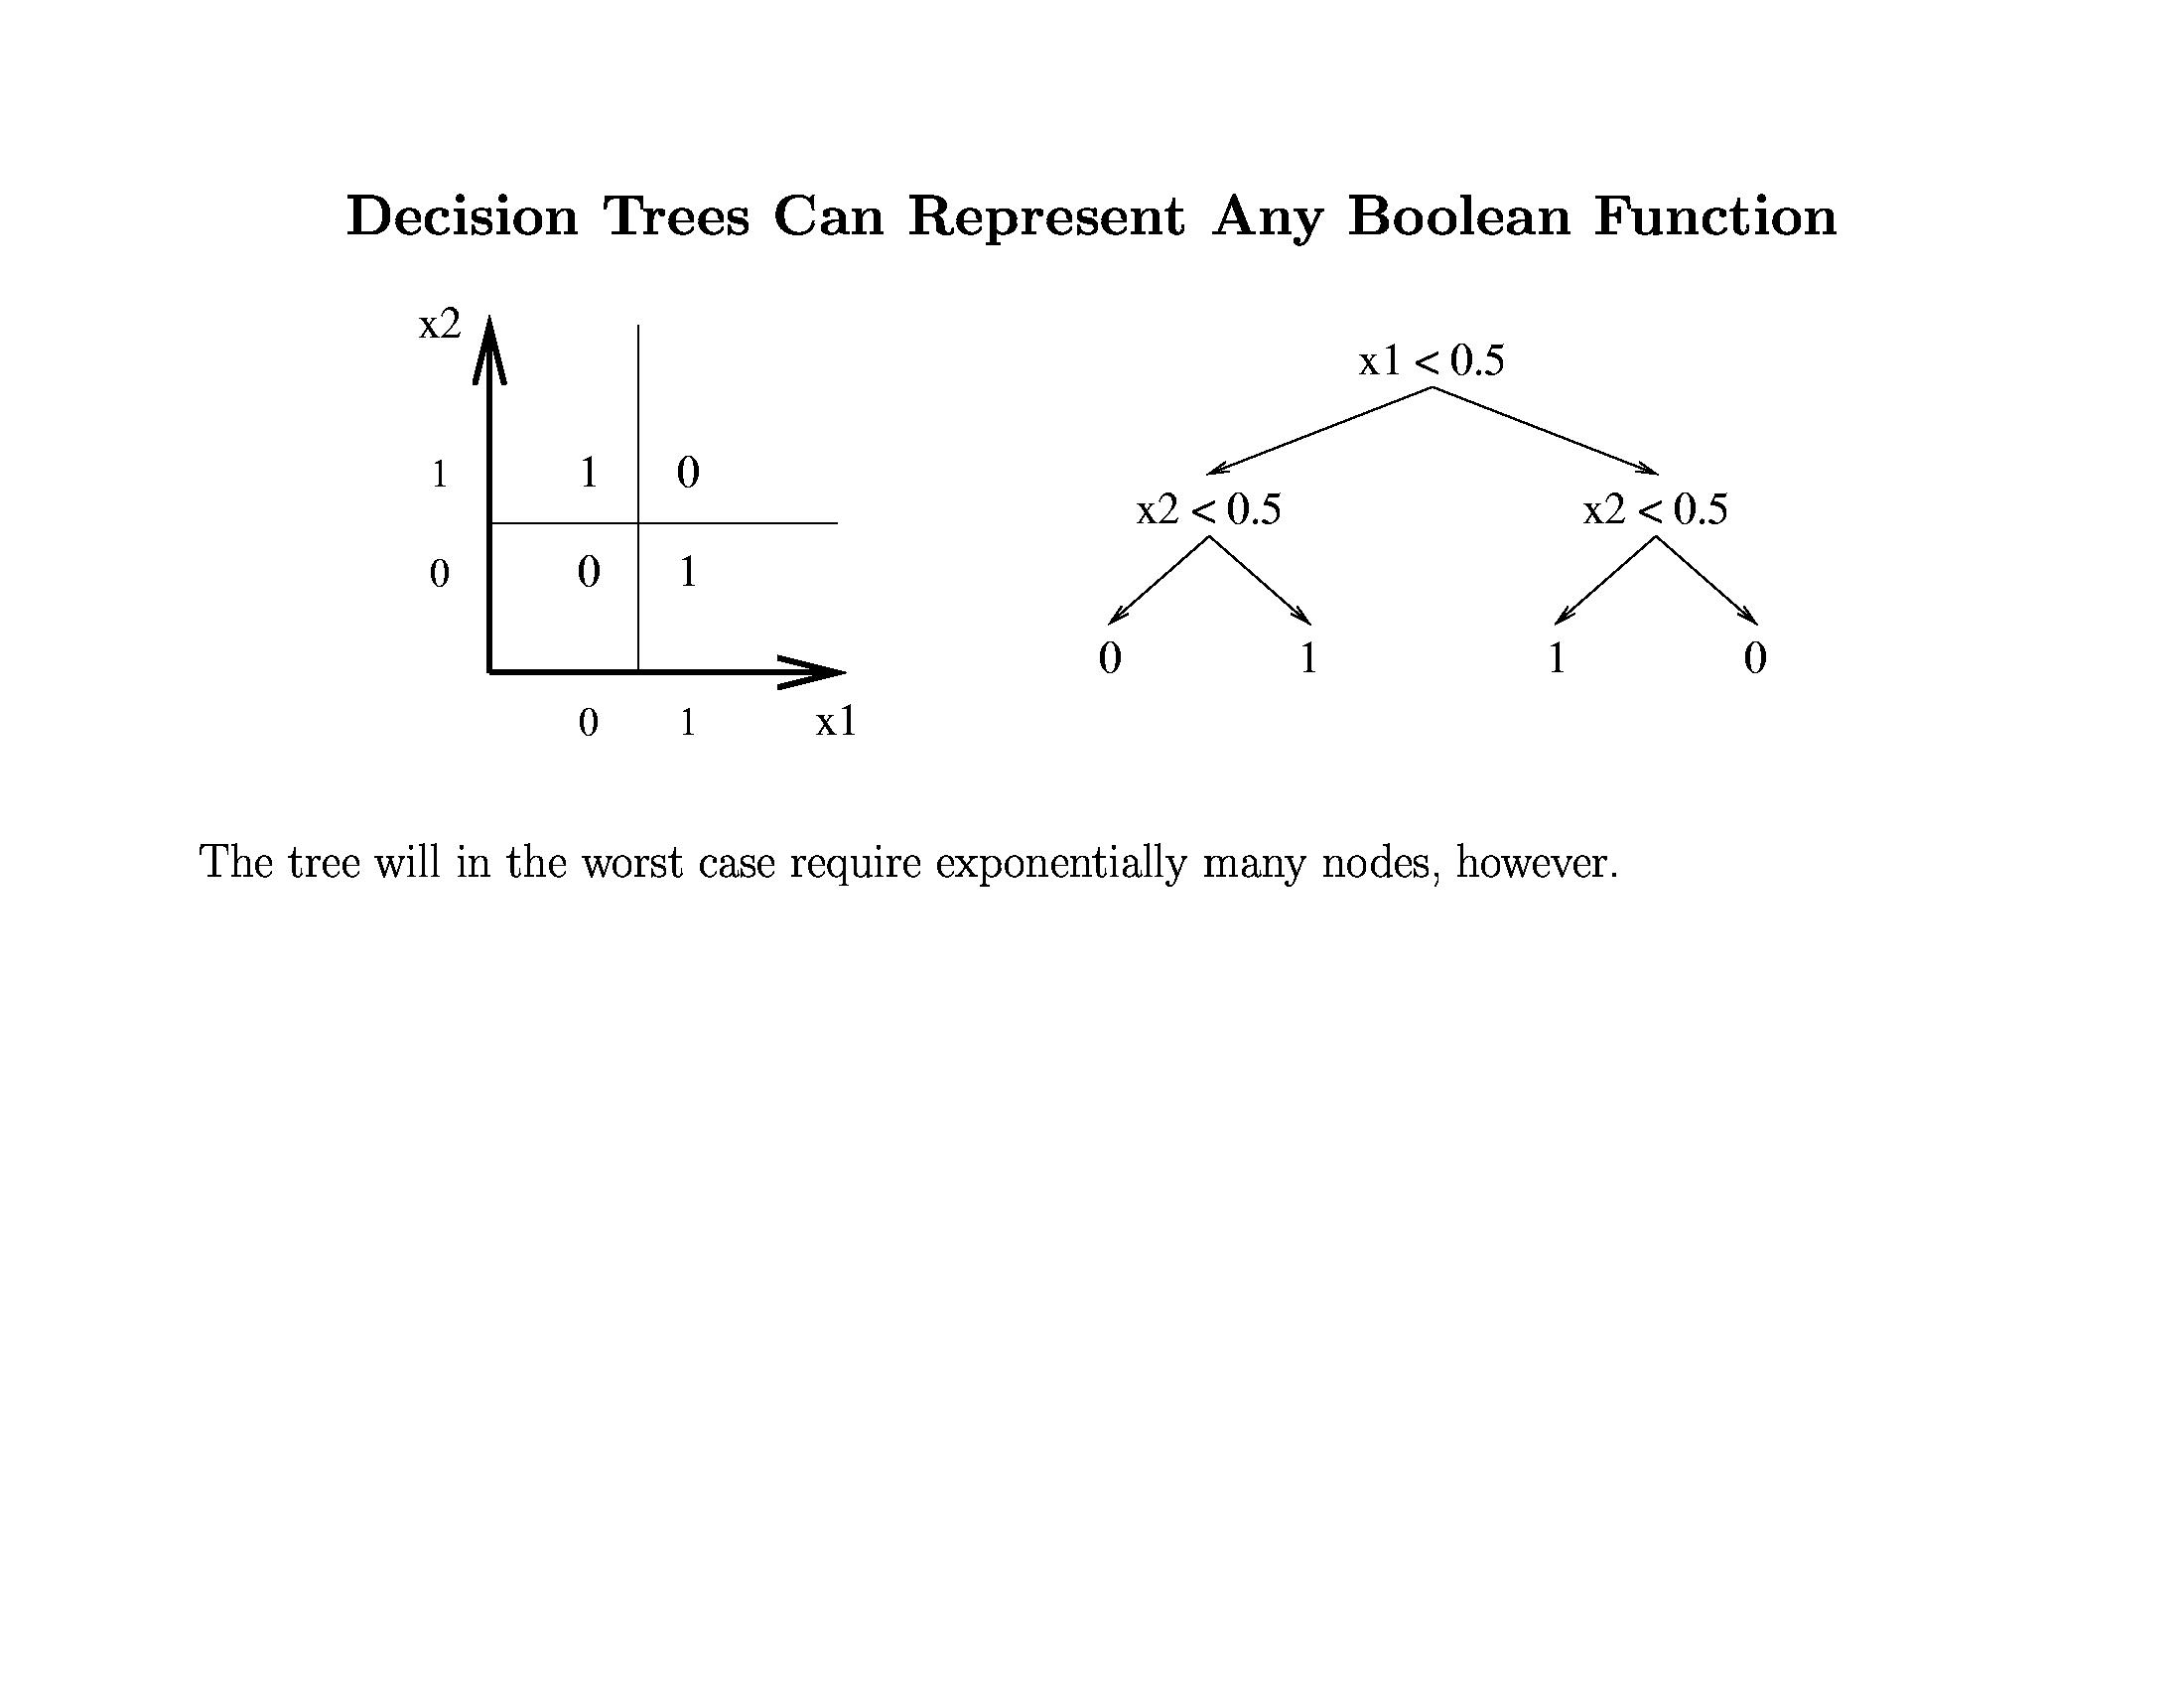 Decision Trees Can Represent Any Boolean Function
x2
1
0
1 0
0 1
0 1 x1
x1 < 0.5
x2 < 0.5 x2 < 0.5
0 1 1 0
The tree will in the worst case require exponentially many nodes, however.